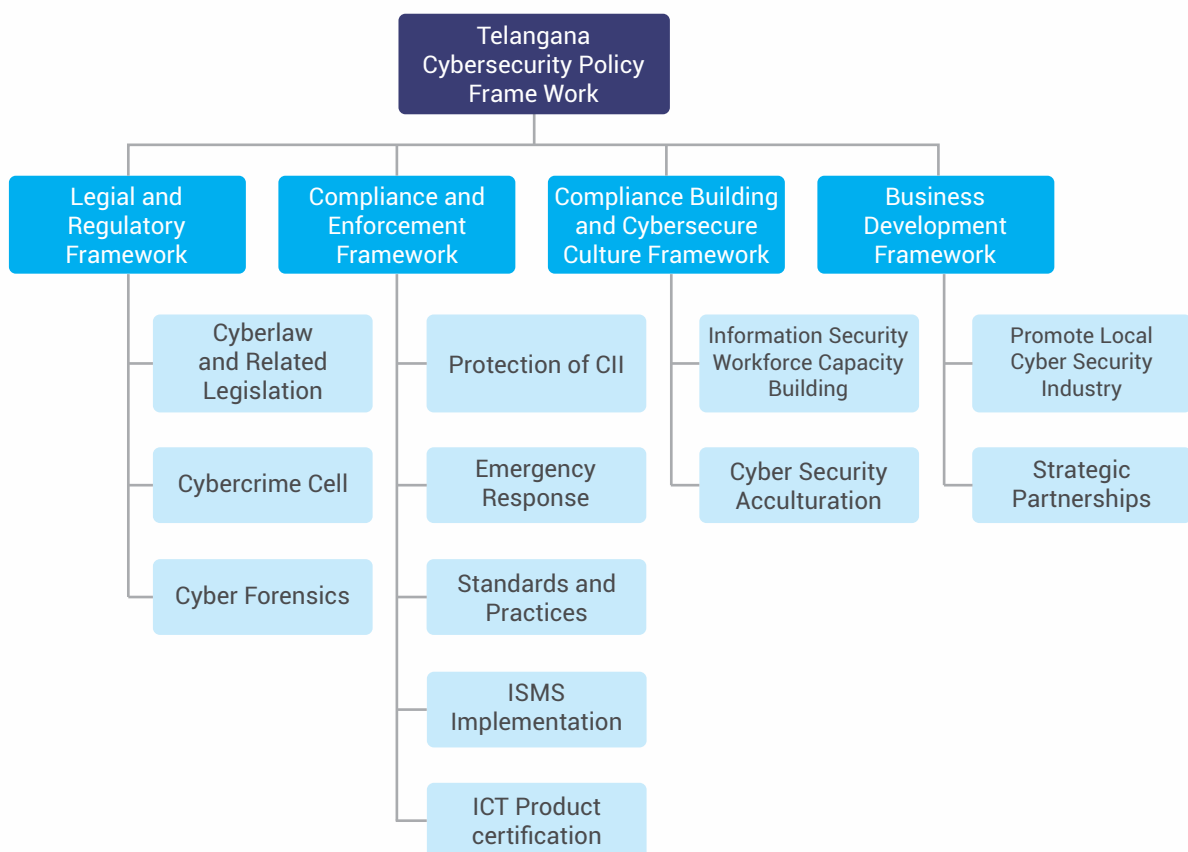 Telangana
Cybersecurity Policy
Frame Work
Legial and
Regulatory
Framework
Compliance and
Enforcement
Framework
Compliance Building
and Cybersecure
Culture Framework
Business
Development
Framework
Cyberlaw
and Related
Legislation
Cybercrime Cell
Cyber Forensics
Protection of CII
Emergency
Response
Standards and
Practices
ISMS
Implementation
ICT Product
certification
Information Security
Workforce Capacity
Building
Cyber Security
Acculturation
Promote Local
Cyber Security
Industry
Strategic
Partnerships